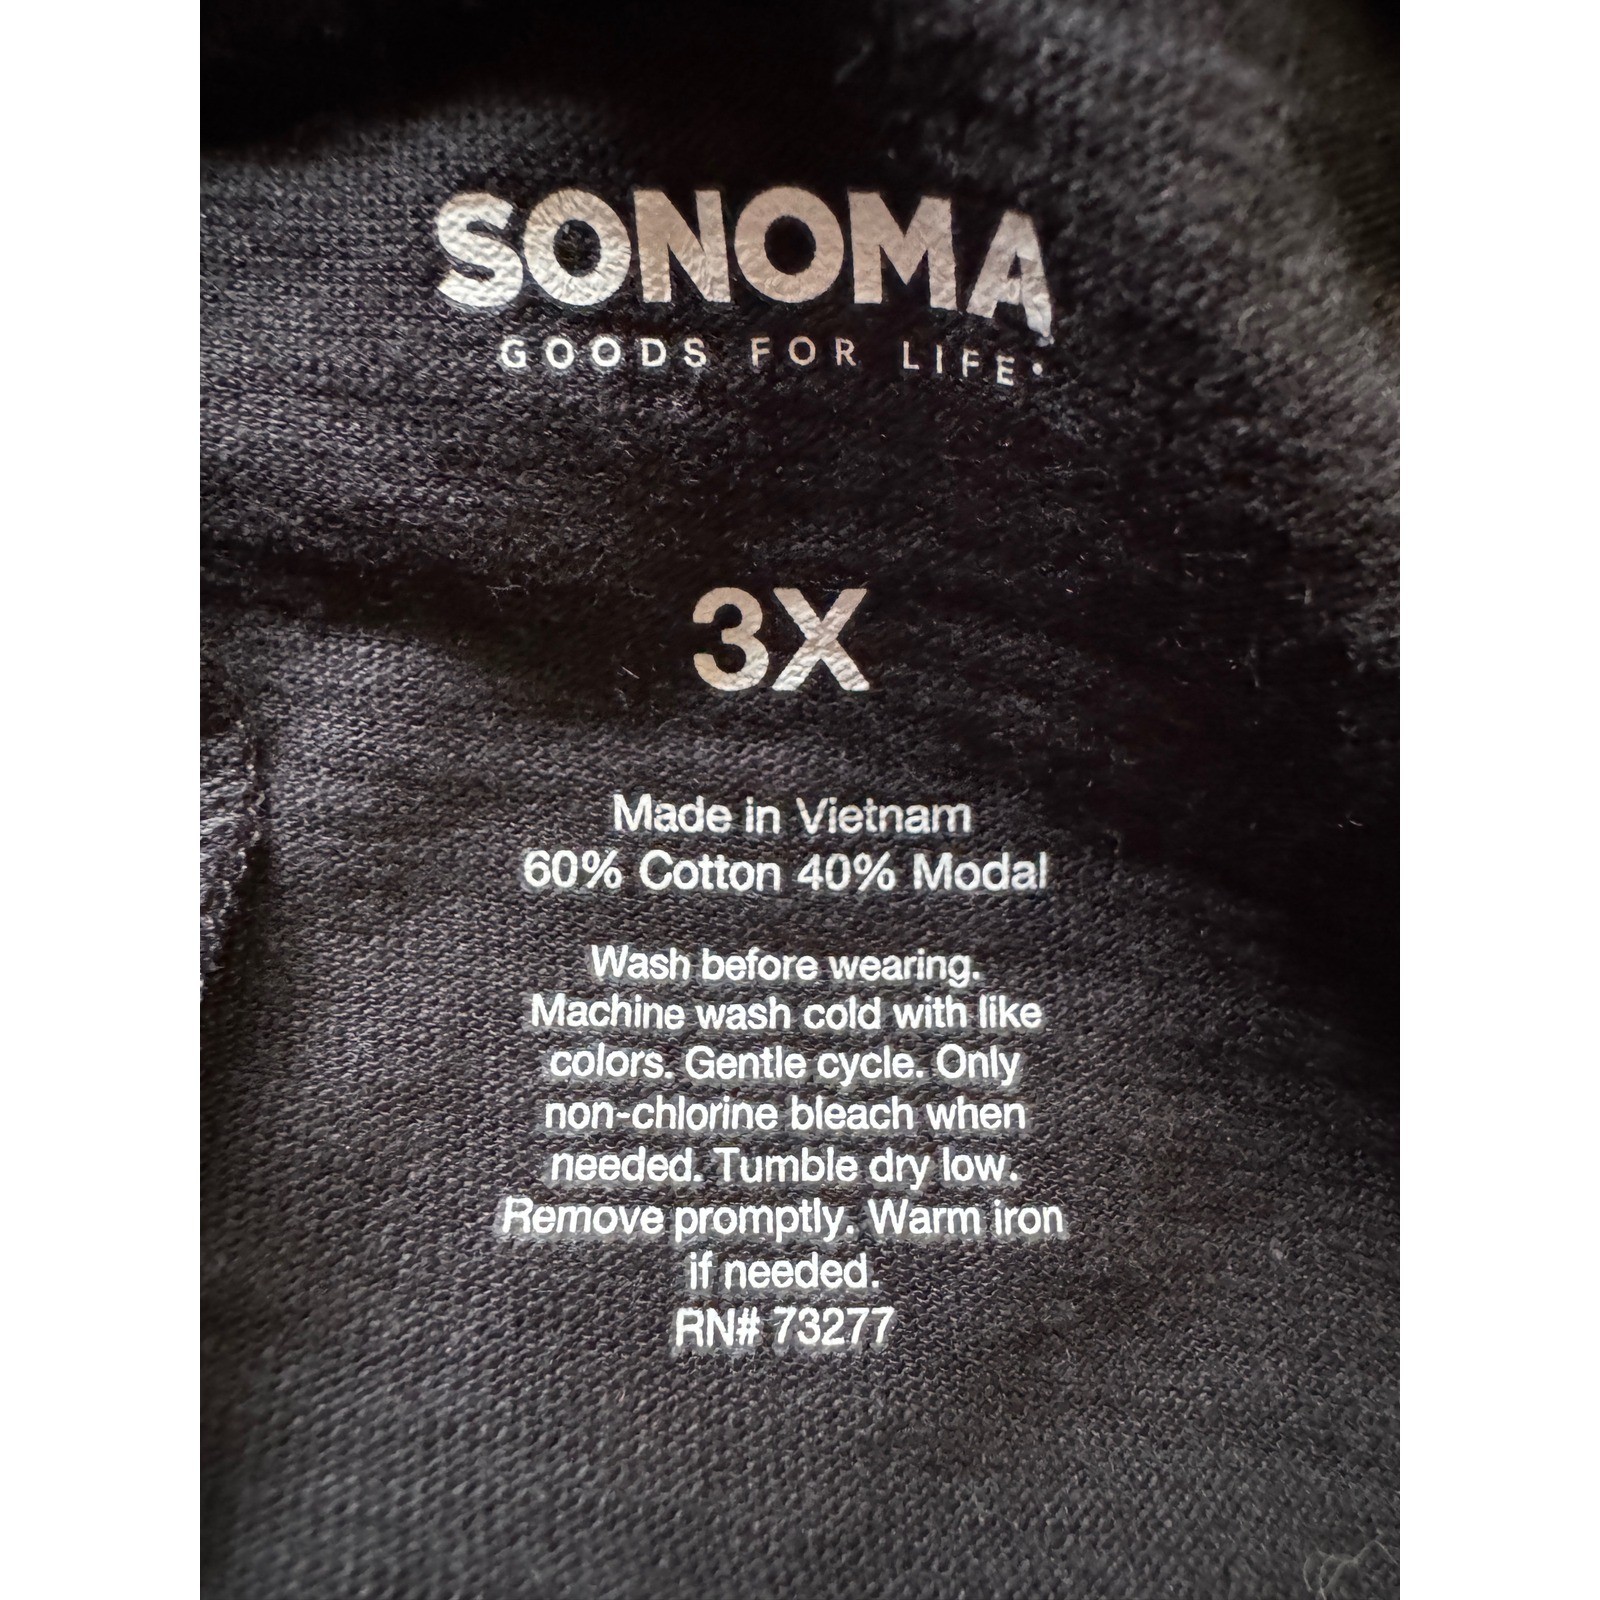 SONOMA
GOODS FOR LIFE®
3X
Made in Vietnam
60% Cotton 40% Modal
Wash before wearing.
Machine wash cold with like
colors. Gentle cycle. Only
non-chlorine bleach when
needed. Tumble dry low.
Remove promptly. Warm iron
if needed.
RN# 73277